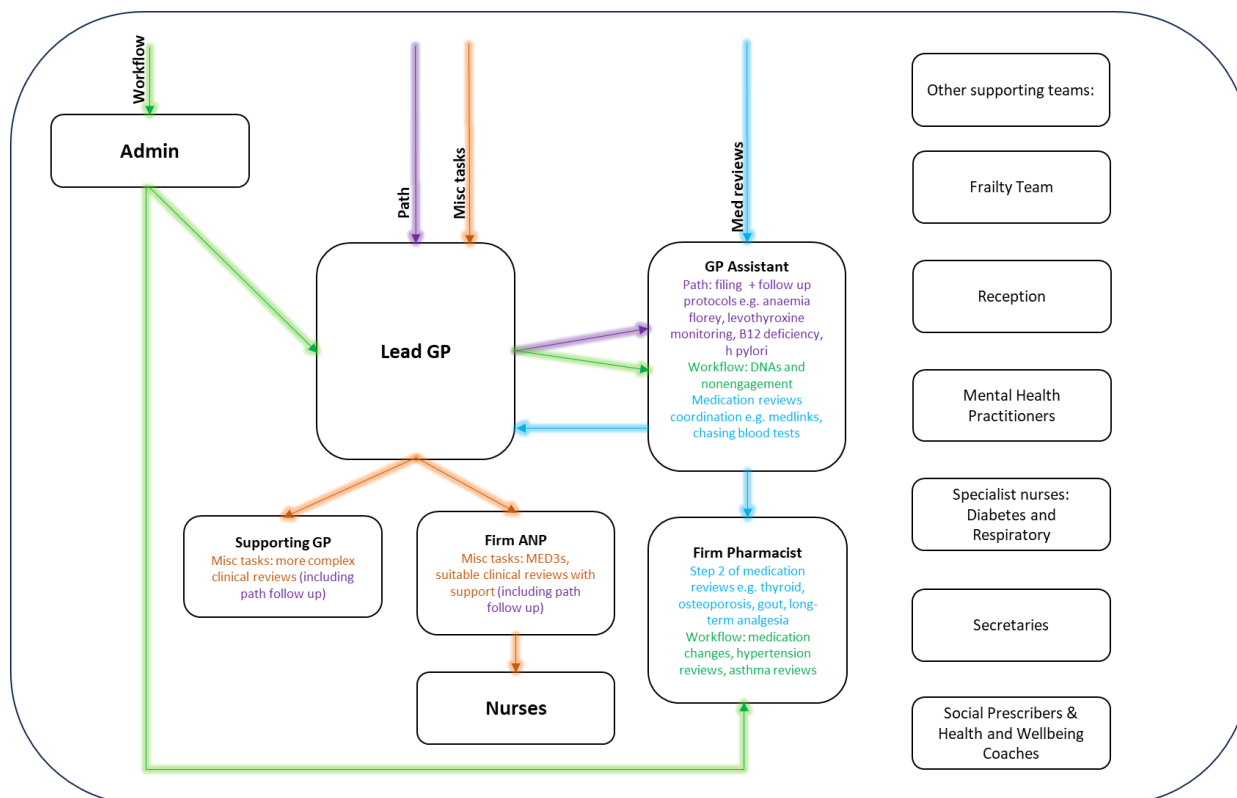 Workflow
Admin
Path
Misc tasks
Med reviews
Lead GP
GP Assistant
Path: filing + follow up
protocols e.g. anaemia
florey, levothyroxine
monitoring, B12 deficiency,
h pylori
Workflow: DNAs and
nonengagement
Medication reviews
coordination e.g. medlinks,
chasing blood tests
Supporting GP
Misc tasks: more complex
clinical reviews (including
path follow up)
Firm ANP
Misc tasks: MED3s,
suitable clinical reviews with
support (including path
follow up)
Nurses
Firm Pharmacist
Step 2 of medication
reviews e.g. thyroid,
osteoporosis, gout, long-
term analgesia
Workflow: medication
changes, hypertension
reviews, asthma reviews
Other supporting teams:
Frailty Team
Reception
Mental Health
Practitioners
Specialist nurses:
Diabetes and
Respiratory
Secretaries
Social Prescribers &
Health and Wellbeing
Coaches